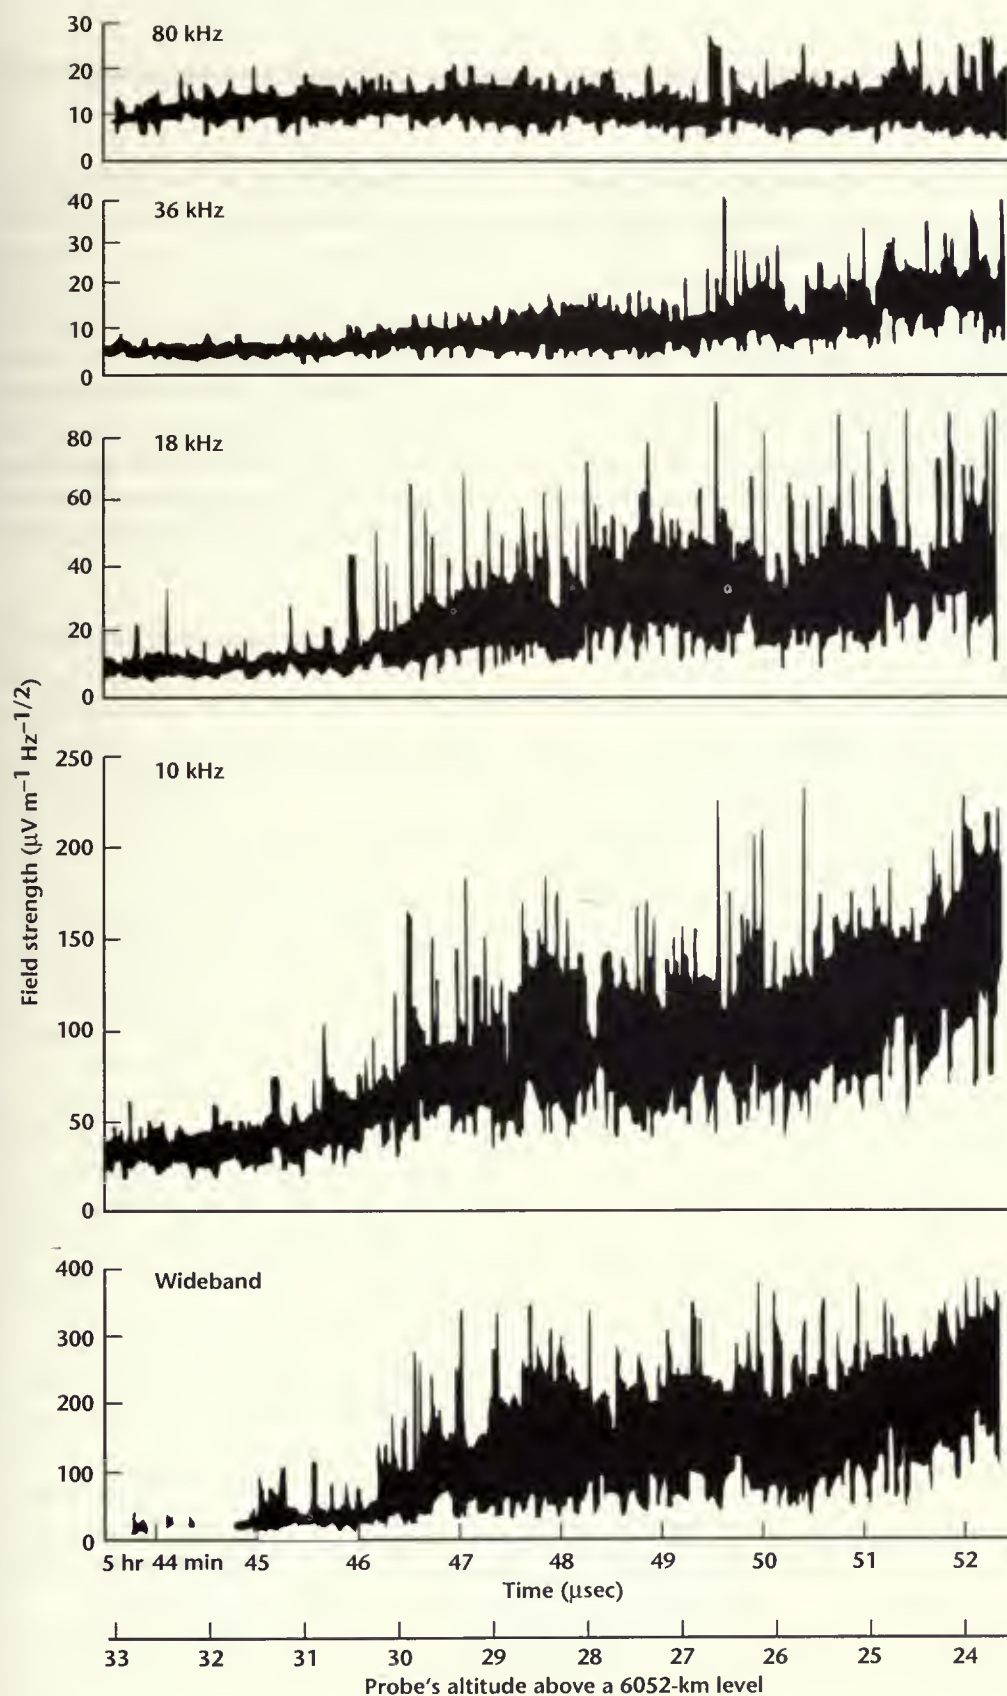 30
80 kHz
20
10
0
40
36 kHz
30
20
10
0
80
18 kHz
60
40
20
0
Field strength (μV m⁻¹ Hz⁻¹/2)
250
10 kHz
200
150
100
50
0
400
Wideband
300
200
100
0
5 hr 44 min 45 46 47 48 49 50 51 52
Time (μsec)
33 32 31 30 29 28 27 26 25 24
Probe's altitude above a 6052-km level